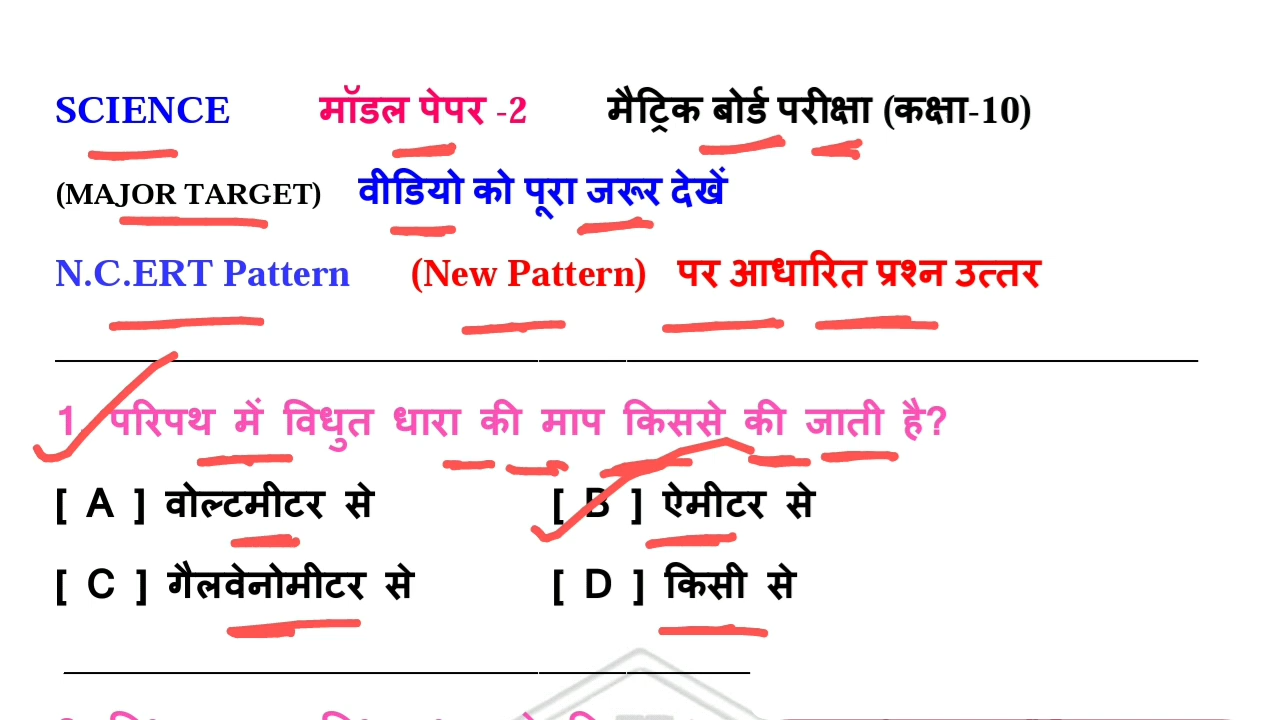 SCIENCE मॉडल पेपर -2 मैट्रिक बोर्ड परीक्षा (कक्षा-10)
(MAJOR TARGET) वीडियो को पूरा जरूर देखें
N.C.ERT Pattern (New Pattern) पर आधारित प्रश्न उत्तर
1. परिपथ में विधुत धारा की माप किससे की जाती है?
[ A ] वोल्टमीटर से [ B ] ऐमीटर से
[ C ] गैलवेनोमीटर से [ D ] किसी से